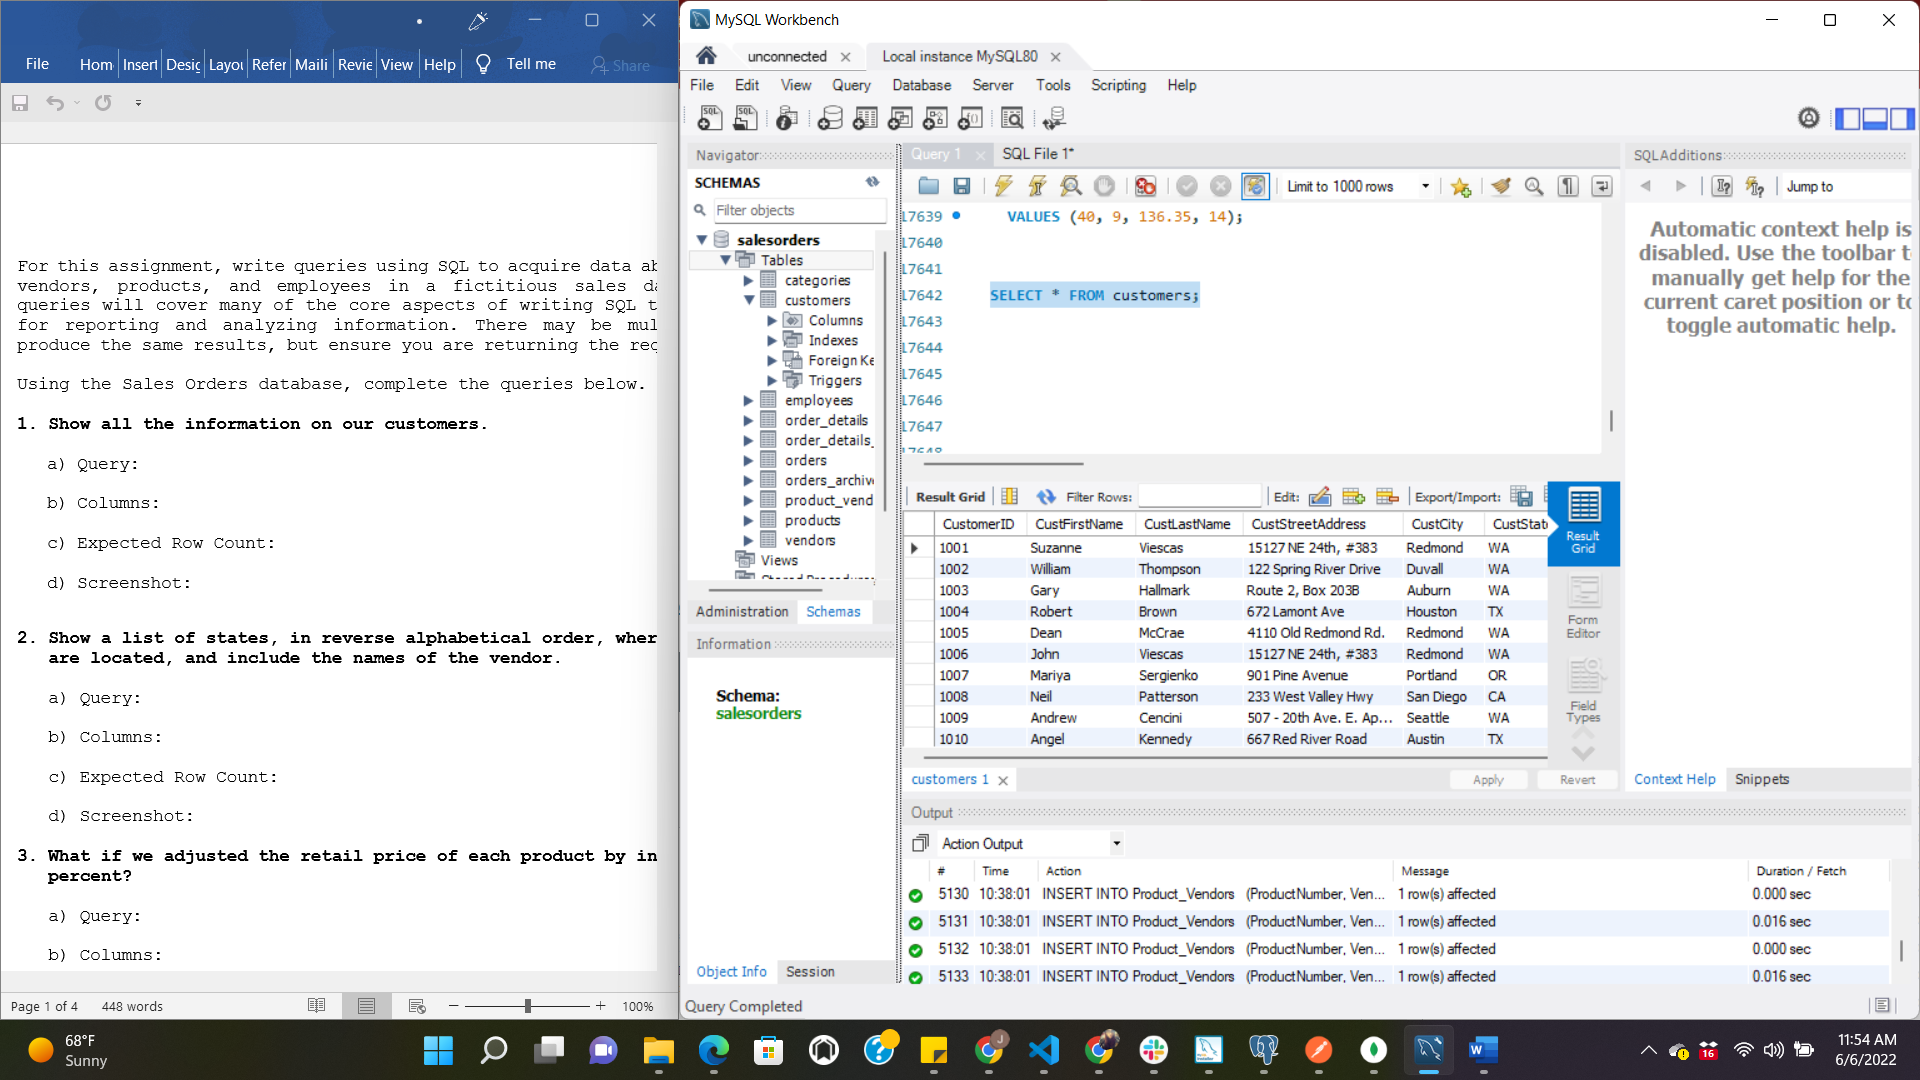 File Hom Insert Desig Layou Refer Maili Revie View Help Tell me Share
For this assignment, write queries using SQL to acquire data ab
vendors, products, and employees in a fictitious sales da
queries will cover many of the core aspects of writing SQL t
for reporting and analyzing information. There may be mul
produce the same results, but ensure you are returning the req
Using the Sales Orders database, complete the queries below.
1. Show all the information on our customers.
a) Query:
b) Columns:
c) Expected Row Count:
d) Screenshot:
2. Show a list of states, in reverse alphabetical order, wher
are located, and include the names of the vendor.
a) Query:
b) Columns:
c) Expected Row Count:
d) Screenshot:
3. What if we adjusted the retail price of each product by in
percent?
a) Query:
b) Columns:
Page 1 of 4 448 words 100%
MySQL Workbench
unconnected Local instance MySQL80
File Edit View Query Database Server Tools Scripting Help
Navigator
SCHEMAS
Filter objects
salesorders
Tables
categories
customers
Columns
Indexes
Foreign Ke
Triggers
employees
order_details
order_details_
orders
orders_archiv
product_vend
products
vendors
Views
Stored Procedures
Administration Schemas
Information
Schema:
salesorders
Object Info Session
Query Completed
Query 1 SQL File 1*
Limit to 1000 rows
17639 VALUES (40, 9, 136.35, 14);
17640
17641
17642 SELECT * FROM customers;
17643
17644
17645
17646
17647
17648
Result Grid Filter Rows: Edit: Export/Import:
CustomerID CustFirstName CustLastName CustStreetAddress CustCity CustState
1001 Suzanne Viescas 15127 NE 24th, #383 Redmond WA
1002 William Thompson 122 Spring River Drive Duvall WA
1003 Gary Hallmark Route 2, Box 203B Auburn WA
1004 Robert Brown 672 Lamont Ave Houston TX
1005 Dean McCrae 4110 Old Redmond Rd. Redmond WA
1006 John Viescas 15127 NE 24th, #383 Redmond WA
1007 Mariya Sergienko 901 Pine Avenue Portland OR
1008 Neil Patterson 233 West Valley Hwy San Diego CA
1009 Andrew Cencini 507 - 20th Ave. E. Ap... Seattle WA
1010 Angel Kennedy 667 Red River Road Austin TX
Result
Grid
Form
Editor
Field
Types
customers 1 Apply Revert
Output
Action Output
# Time Action Message Duration / Fetch
5130 10:38:01 INSERT INTO Product_Vendors (ProductNumber, Ven... 1 row(s) affected 0.000 sec
5131 10:38:01 INSERT INTO Product_Vendors (ProductNumber, Ven... 1 row(s) affected 0.016 sec
5132 10:38:01 INSERT INTO Product_Vendors (ProductNumber, Ven... 1 row(s) affected 0.000 sec
5133 10:38:01 INSERT INTO Product_Vendors (ProductNumber, Ven... 1 row(s) affected 0.016 sec
SQLAdditions
Jump to
Automatic context help is
disabled. Use the toolbar t
manually get help for the
current caret position or to
toggle automatic help.
Context Help Snippets
68°F
Sunny
16
11:54 AM
6/6/2022